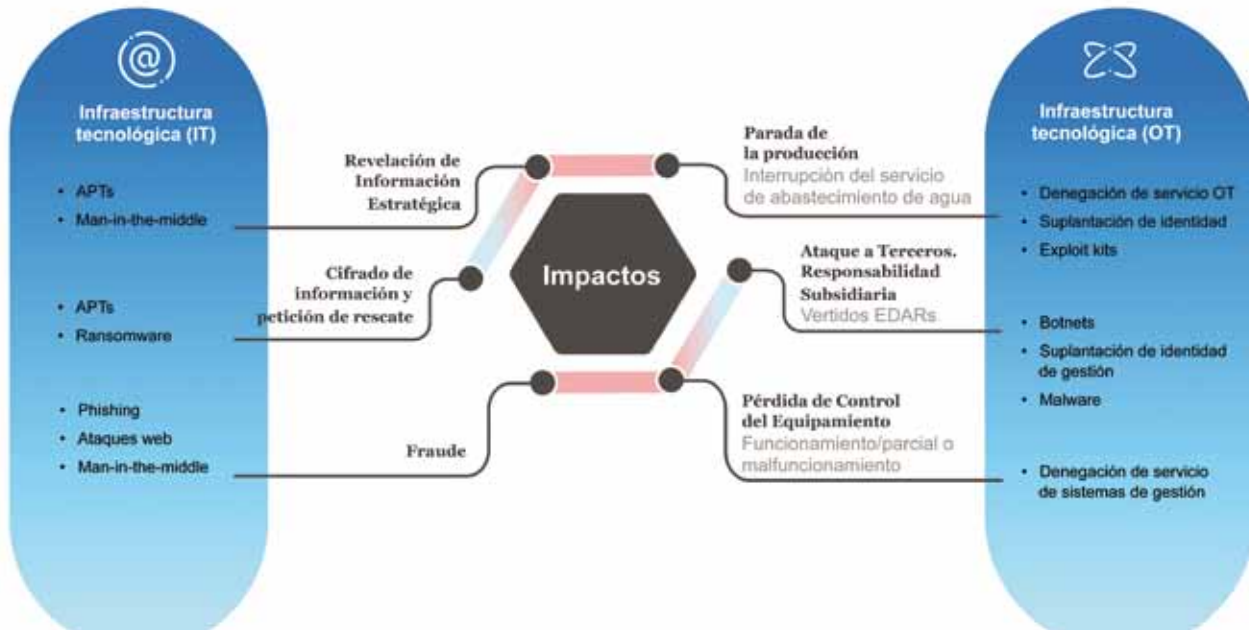 Infraestructura
tecnológica (IT)
• APTs
• Man-in-the-middle
• APTs
• Ransomware
• Phishing
• Ataques web
• Man-in-the-middle
Revelación de
Información
Estratégica
Cifrado de
información y
petición de rescate
Fraude
Impactos
Parada de
la producción
Interrupción del servicio
de abastecimiento de agua
Ataque a Terceros.
Responsabilidad
Subsidiaria
Vertidos EDARs
Pérdida de Control
del Equipamiento
Funcionamiento/parcial o
malfuncionamiento
Infraestructura
tecnológica (OT)
• Denegación de servicio OT
• Suplantación de identidad
• Exploit kits
• Botnets
• Suplantación de identidad
de gestión
• Malware
• Denegación de servicio
de sistemas de gestión